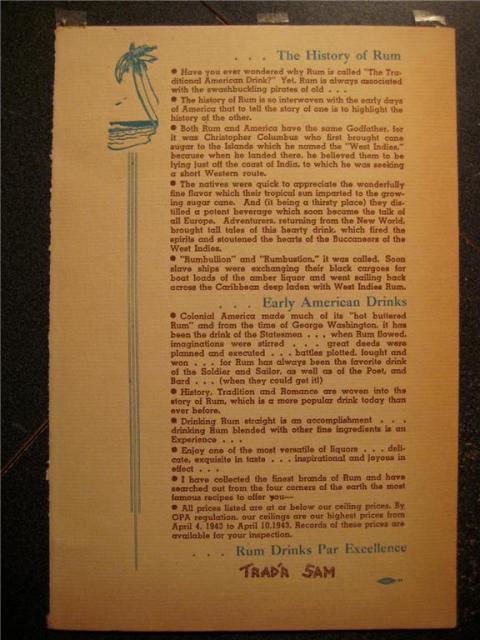 . . . The History of Rum
● Have you ever wondered why Rum is called "The Tra-
ditional American Drink?" Yet, Rum is always associated
with the swashbuckling pirates of old . . .
● The history of Rum is so interwoven with the early days
of America that to tell the story of one is to highlight the
history of the other.
● Both Rum and America have the same Godfather, for
it was Christopher Columbus who first brought cane
sugar to the Islands which he named the "West Indies,"
because when he landed there, he believed them to be
lying just off the coast of India, to which he was seeking
a short Western route.
● The natives were quick to appreciate the wonderfully
fine flavor which their tropical sun imparted to the grow-
ing sugar cane. And (it being a thirsty place) they dis-
tilled a potent beverage which soon became the talk of
all Europe. Adventurers, returning from the New World,
brought tall tales of this hearty drink, which fired the
spirits and stoutened the hearts of the Buccaneers of the
West Indies.
● "Rumbullion" and "Rumbustion," it was called. Soon
slave ships were exchanging their black cargoes for
boat loads of the amber liquor and went sailing back
across the Caribbean deep laden with West Indies Rum.
. . . Early American Drinks
● Colonial America made much of its "hot buttered
Rum" and from the time of George Washington, it has
been the drink of the Statesmen . . . when Rum flowed,
imaginations were stirred . . . great deeds were
planned and executed . . . battles plotted, fought and
won . . . for Rum has always been the favorite drink
of the Soldier and Sailor, as well as of the Poet, and
Bard . . . (when they could get it!)
● History, Tradition and Romance are woven into the
story of Rum, which is a more popular drink today than
ever before.
● Drinking Rum straight is an accomplishment . . .
drinking Rum blended with other fine ingredients is an
Experience . . .
● Enjoy one of the most versatile of liquors . . . deli-
cate, exquisite in taste . . . inspirational and joyous in
effect . . .
● I have collected the finest brands of Rum and have
searched out from the four corners of the earth the most
famous recipes to offer you—
● All prices listed are at or below our ceiling prices. By
OPA regulation, our ceilings are our highest prices from
April 4, 1943 to April 10,1943. Records of these prices are
available for your inspection.
. . . Rum Drinks Par Excellence
TRAD'R SAM